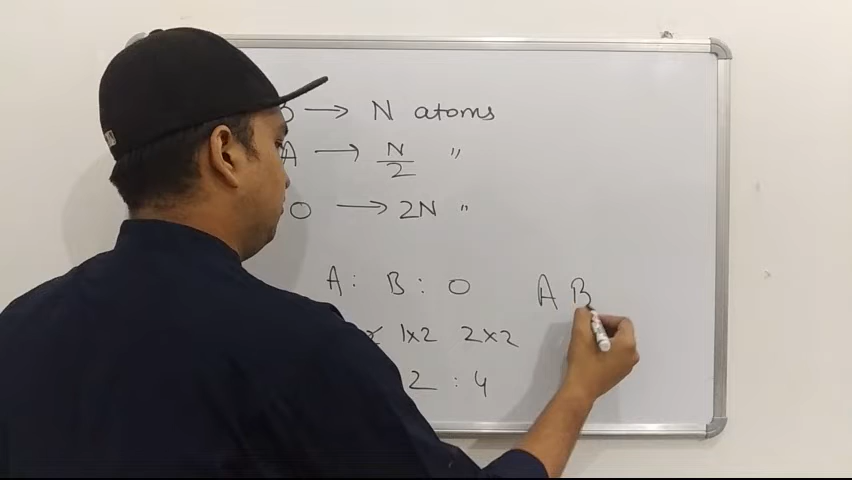 → N atoms
A → N/2 "
O → 2N "
A : B : O A B
1x2 2x2
2 : 4